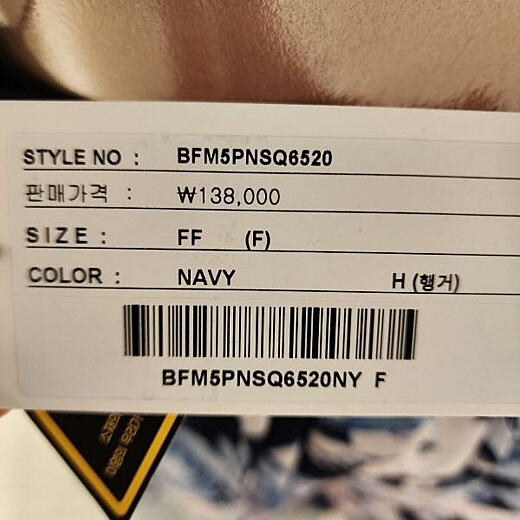 STYLE NO : BFM5PNSQ6520
판매가격 : ₩138,000
SIZE : FF (F)
COLOR : NAVY H (행거)
BFM5PNSQ6520NY F